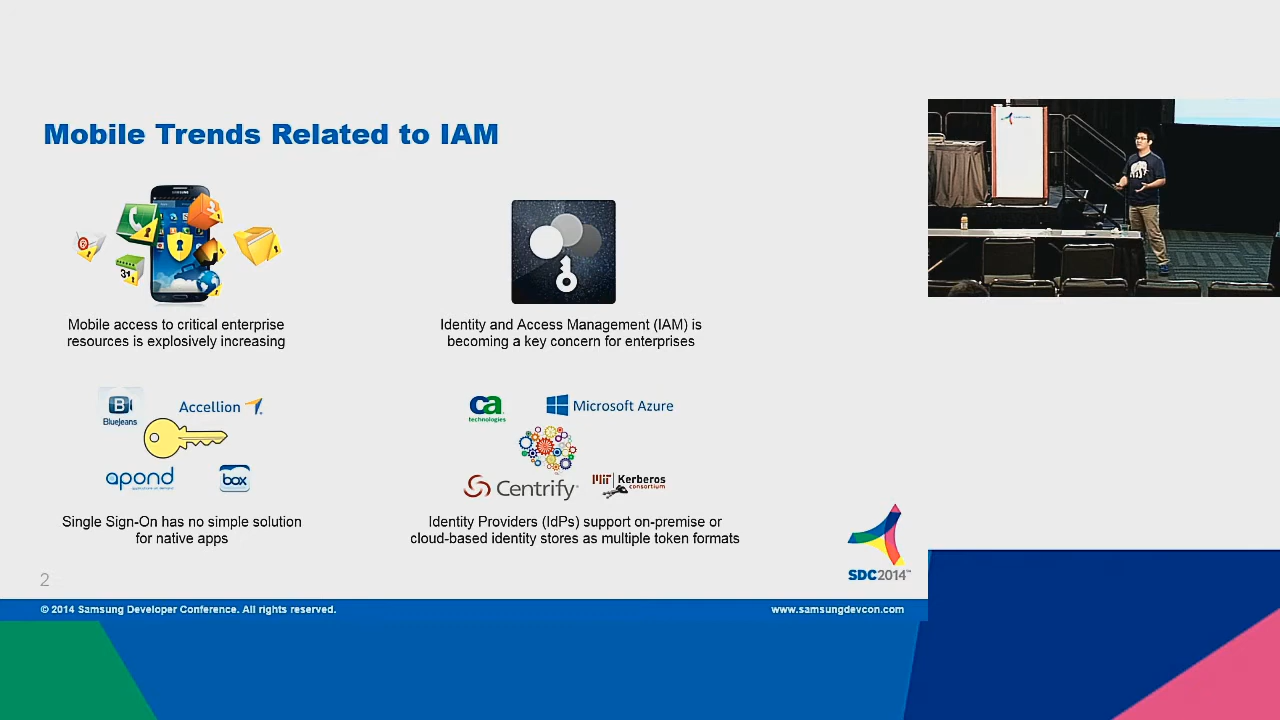 Mobile Trends Related to IAM
SAMSUNG
31
Mobile access to critical enterprise
resources is explosively increasing
Identity and Access Management (IAM) is
becoming a key concern for enterprises
B
BlueJeans
Accellion
apond
box
Single Sign-On has no simple solution
for native apps
ca
technologies
Microsoft Azure
Centrify
MIT Kerberos
consortium
Identity Providers (IdPs) support on-premise or
cloud-based identity stores as multiple token formats
SDC2014™
2
© 2014 Samsung Developer Conference. All rights reserved.
www.samsungdevcon.com